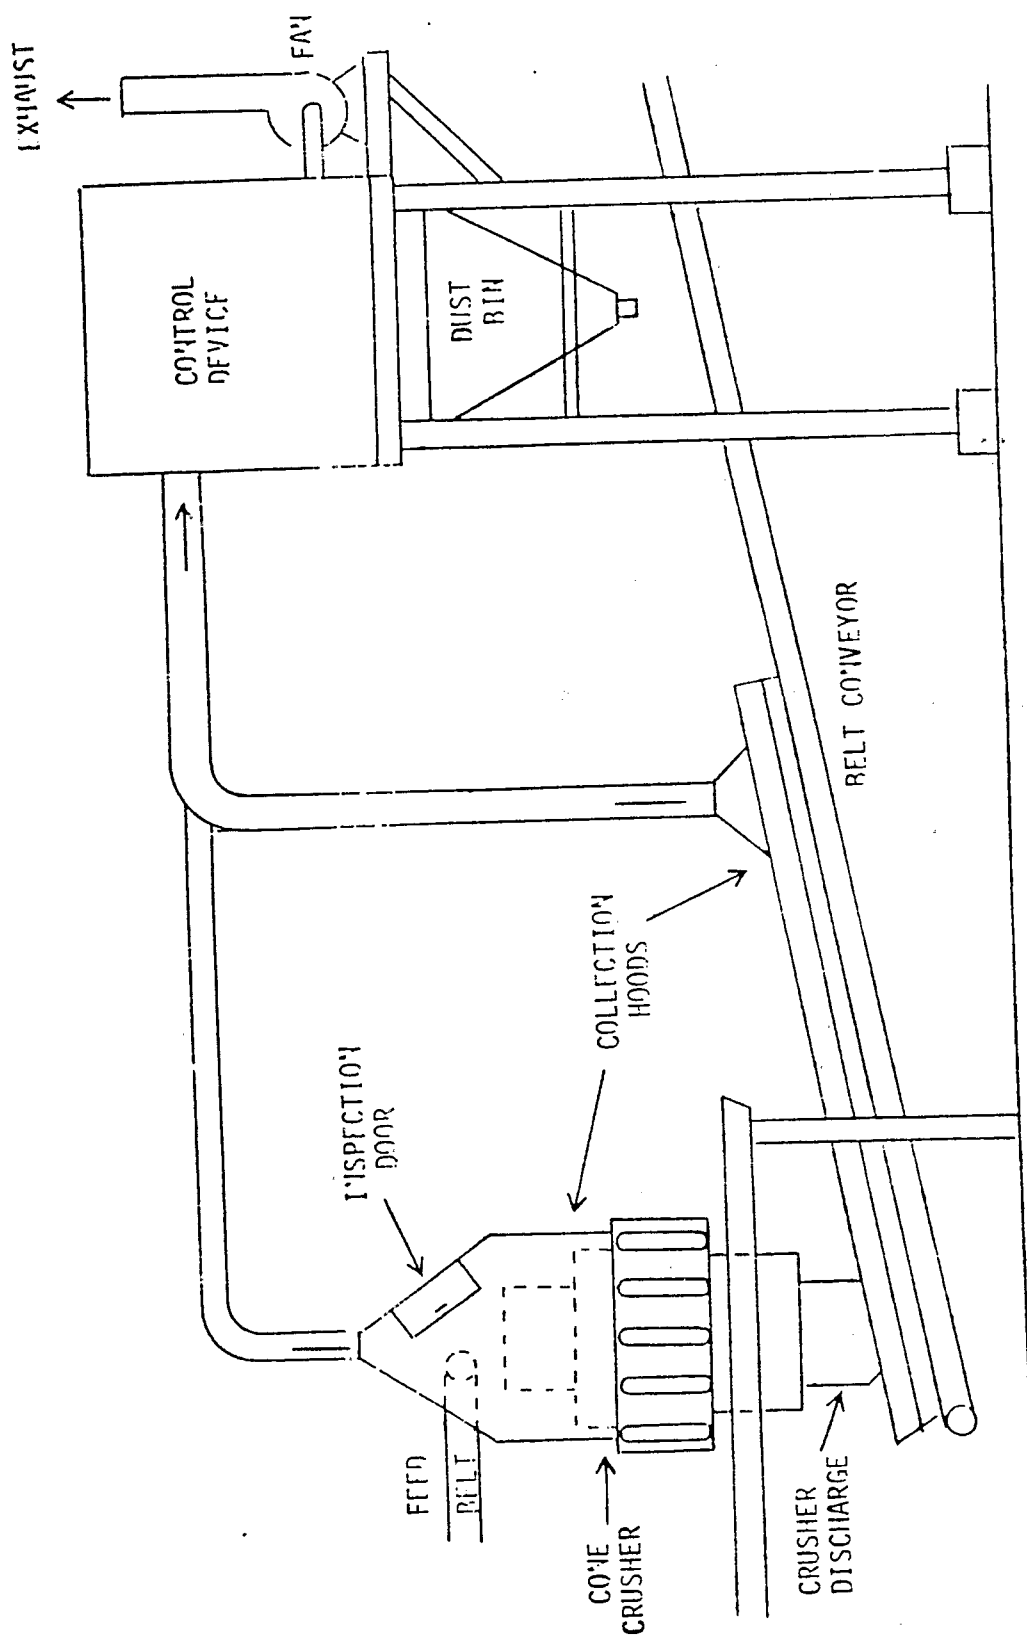 EXHAUST
FAN
CONTROL
DEVICE
DUST
BIN
INSPECTION
DOOR
COLLECTION
HOODS
BELT CONVEYOR
FEED
BELT
CONE
CRUSHER
CRUSHER
DISCHARGE